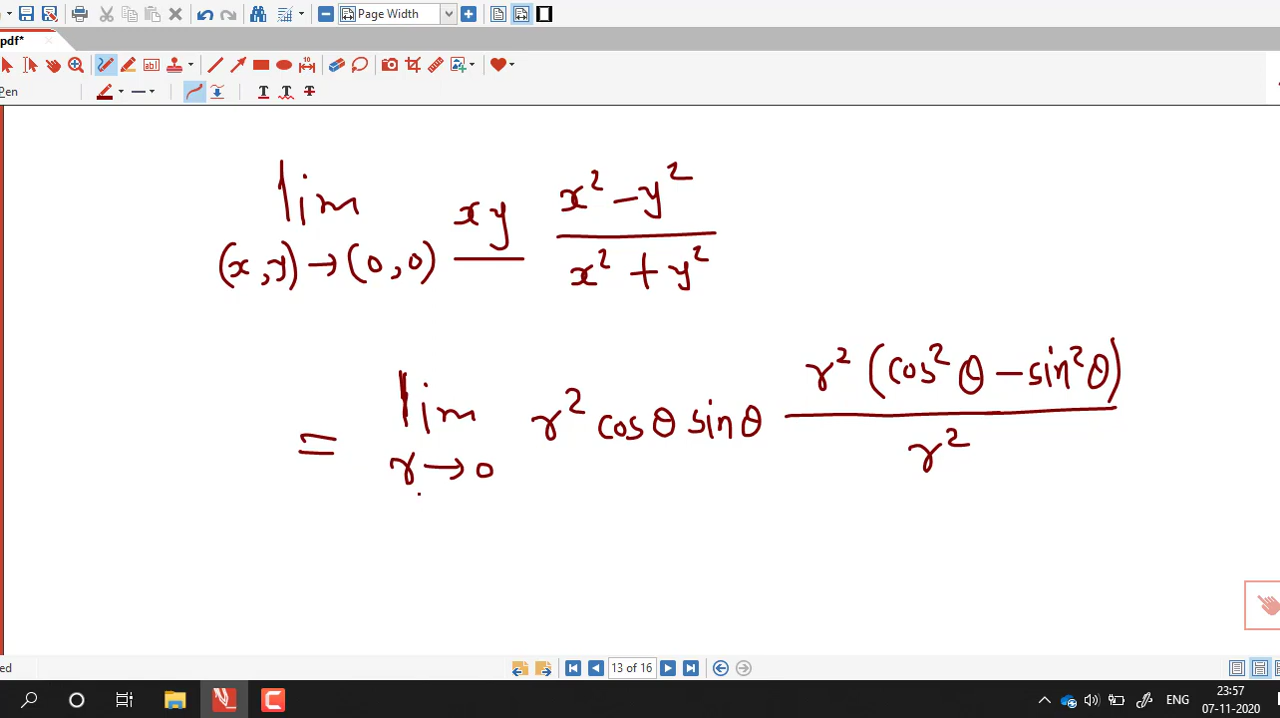 Page Width
pdf*
Pen
lim (x,y)→(0,0) xy (x² − y²)/(x² + y²)
= lim r→0 r² cosθ sinθ r² (cos²θ − sin²θ)/r²
13 of 16
ed
ENG
23:57
07-11-2020